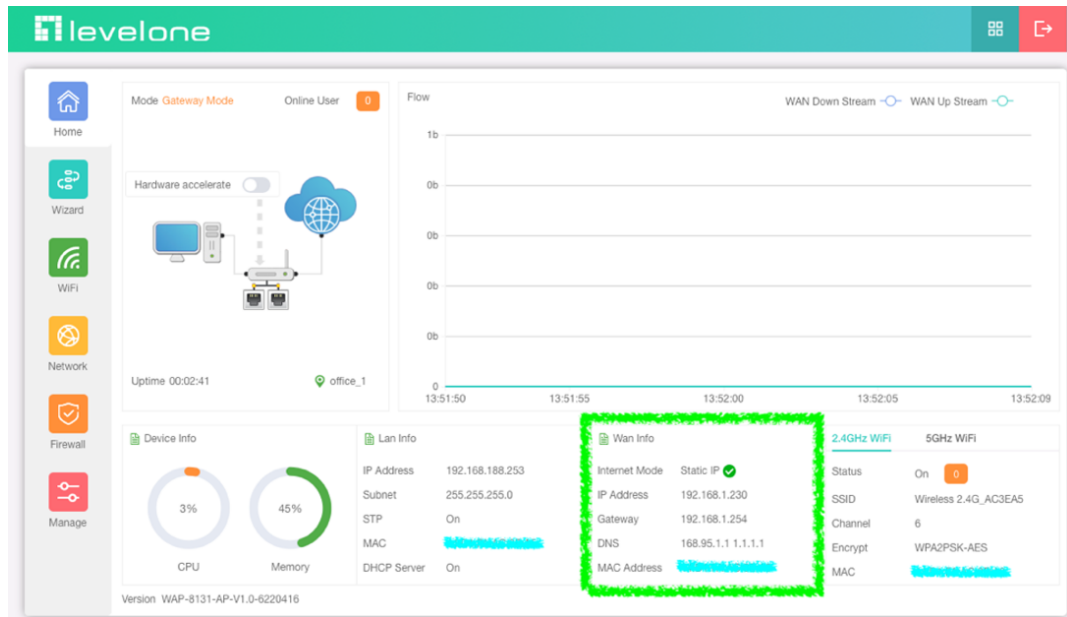 levelone
Home
Wizard
WiFi
Network
Firewall
Manage
Mode Gateway Mode Online User 0
Hardware accelerate
Uptime 00:02:41 office_1
Flow WAN Down Stream WAN Up Stream
1b
0b
0b
0b
0b
0
13:51:50 13:51:55 13:52:00 13:52:05 13:52:09
Device Info
3% 45%
CPU Memory
Lan Info
IP Address 192.168.188.253
Subnet 255.255.255.0
STP On
MAC
DHCP Server On
Wan Info
Internet Mode Static IP
IP Address 192.168.1.230
Gateway 192.168.1.254
DNS 168.95.1.1 1.1.1.1
MAC Address
2.4GHz WiFi 5GHz WiFi
Status On 0
SSID Wireless 2.4G_AC3EA5
Channel 6
Encrypt WPA2PSK-AES
MAC
Version WAP-8131-AP-V1.0-6220416